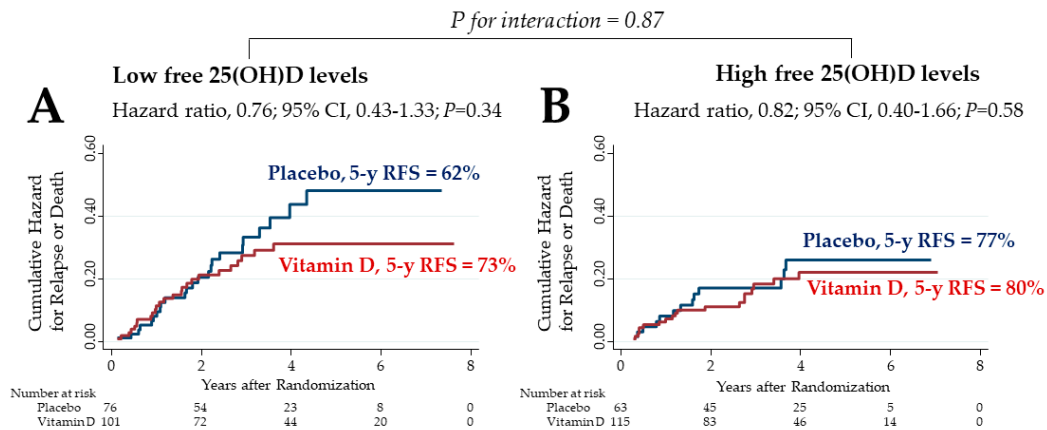 P for interaction = 0.87
A
Low free 25(OH)D levels
Hazard ratio, 0.76; 95% CI, 0.43-1.33; P=0.34
Cumulative Hazard
for Relapse or Death
0.60
0.40
0.20
0.00
Placebo, 5-y RFS = 62%
Vitamin D, 5-y RFS = 73%
0 2 4 6 8
Years after Randomization
Number at risk
Placebo 76 54 23 8 0
Vitamin D 101 72 44 20 0
B
High free 25(OH)D levels
Hazard ratio, 0.82; 95% CI, 0.40-1.66; P=0.58
Cumulative Hazard
for Relapse or Death
0.60
0.40
0.20
0.00
Placebo, 5-y RFS = 77%
Vitamin D, 5-y RFS = 80%
0 2 4 6 8
Years after Randomization
Number at risk
Placebo 63 45 25 5 0
Vitamin D 115 83 46 14 0